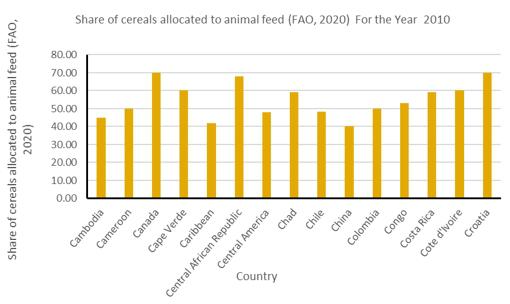 Share of cereals allocated to animal feed (FAO, 2020) For the Year 2010
Share of cereals allocated to animal feed (FAO,
2020)
80.00
70.00
60.00
50.00
40.00
30.00
20.00
10.00
0.00
Cambodia
Cameroon
Canada
Cape Verde
Caribbean
Central African Republic
Central America
Chad
Chile
China
Colombia
Congo
Costa Rica
Cote d'Ivoire
Croatia
Country